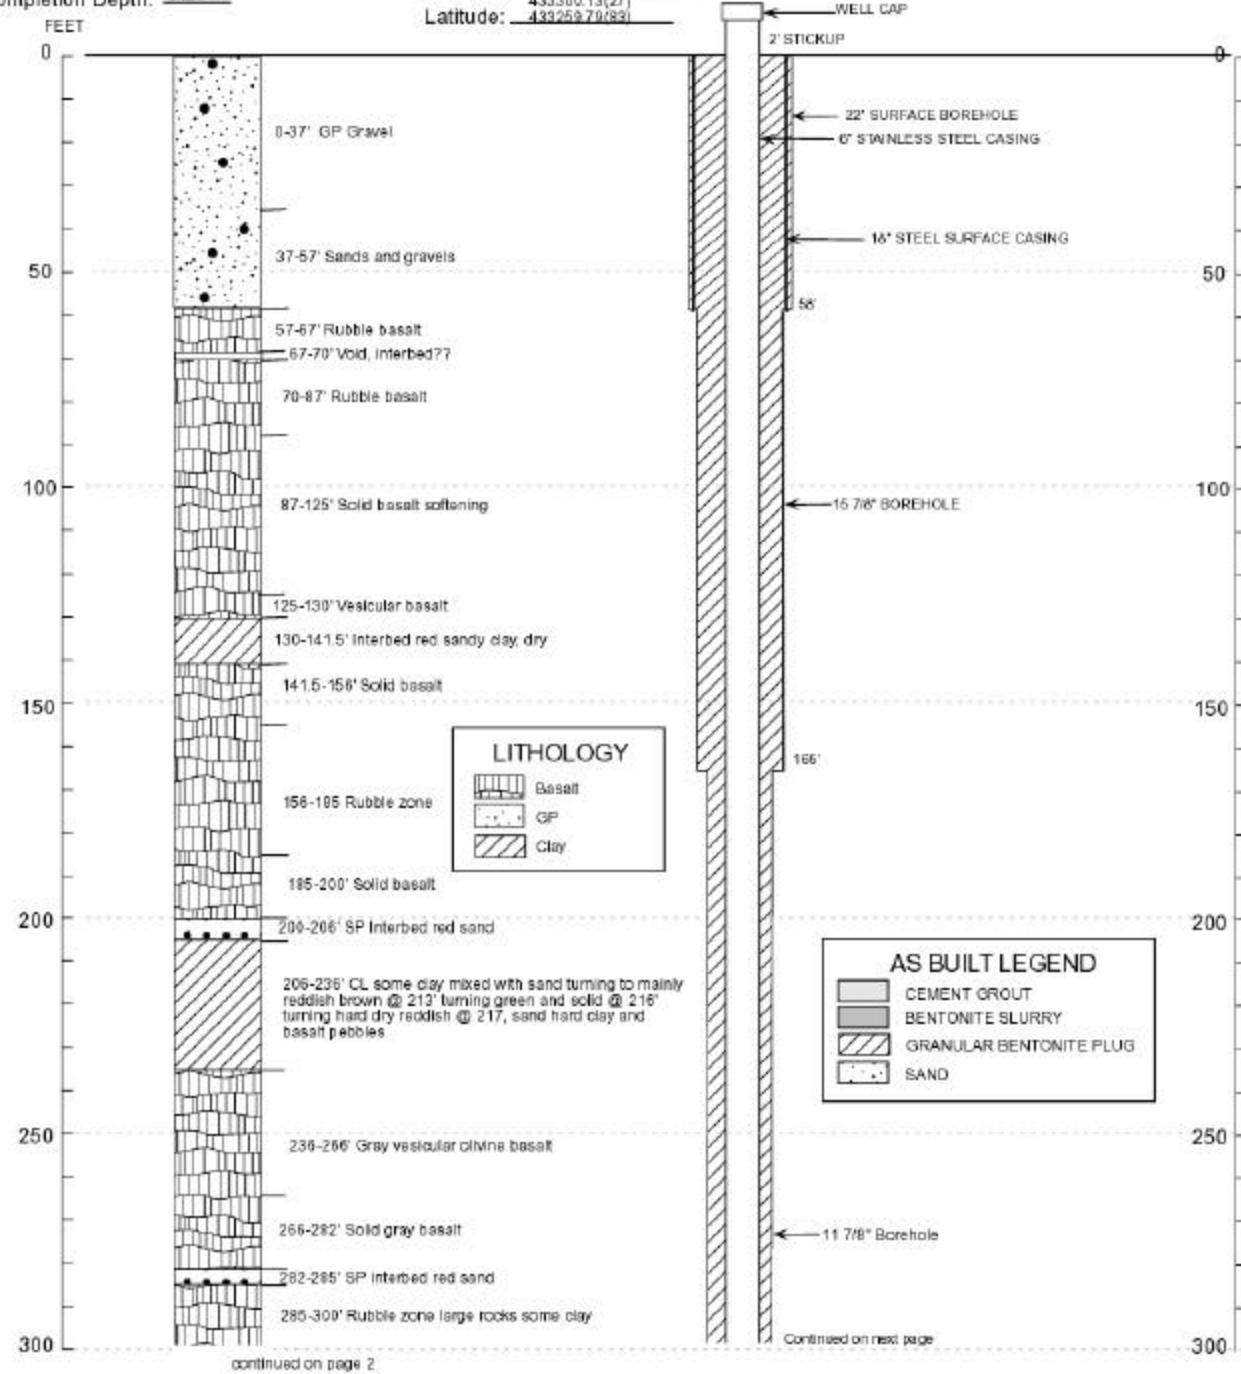 Completion Depth:
433300.13(27)
Latitude: 433259.79(83)
WELL CAP
FEET
2' STICKUP
0
0
22" SURFACE BOREHOLE
0-37' GP Gravel
6" STAINLESS STEEL CASING
16" STEEL SURFACE CASING
37-57' Sands and gravels
50
50
58'
57-67' Rubble basalt
67-70' Void, interbed??
70-87' Rubble basalt
100
100
87-125' Solid basalt softening
15 7/8" BOREHOLE
125-130' Vesicular basalt
130-141.5' Interbed red sandy clay, dry
141.5-156' Solid basalt
150
150
LITHOLOGY
166'
Basalt
156-185 Rubble zone
GP
Clay
185-200' Solid basalt
200
200
200-206' SP Interbed red sand
AS BUILT LEGEND
206-236' CL some clay mixed with sand turning to mainly
reddish brown @ 213' turning green and solid @ 216'
turning hard dry reddish @ 217, sand hard clay and
basalt pebbles
CEMENT GROUT
BENTONITE SLURRY
GRANULAR BENTONITE PLUG
SAND
250
250
236-266' Gray vesicular olivine basalt
266-282' Solid gray basalt
11 7/8" Borehole
282-285' SP interbed red sand
285-300' Rubble zone large rocks some clay
300
Continued on next page
300
continued on page 2